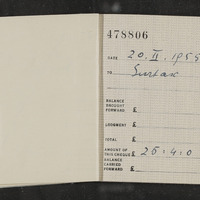 478806
DATE 20. II. 1955
TO Surtax
BALANCE
BROUGHT
FORWARD £
LODGMENT £
TOTAL £
AMOUNT OF
THIS CHEQUE £ 26-4-0
BALANCE
CARRIED
FORWARD £